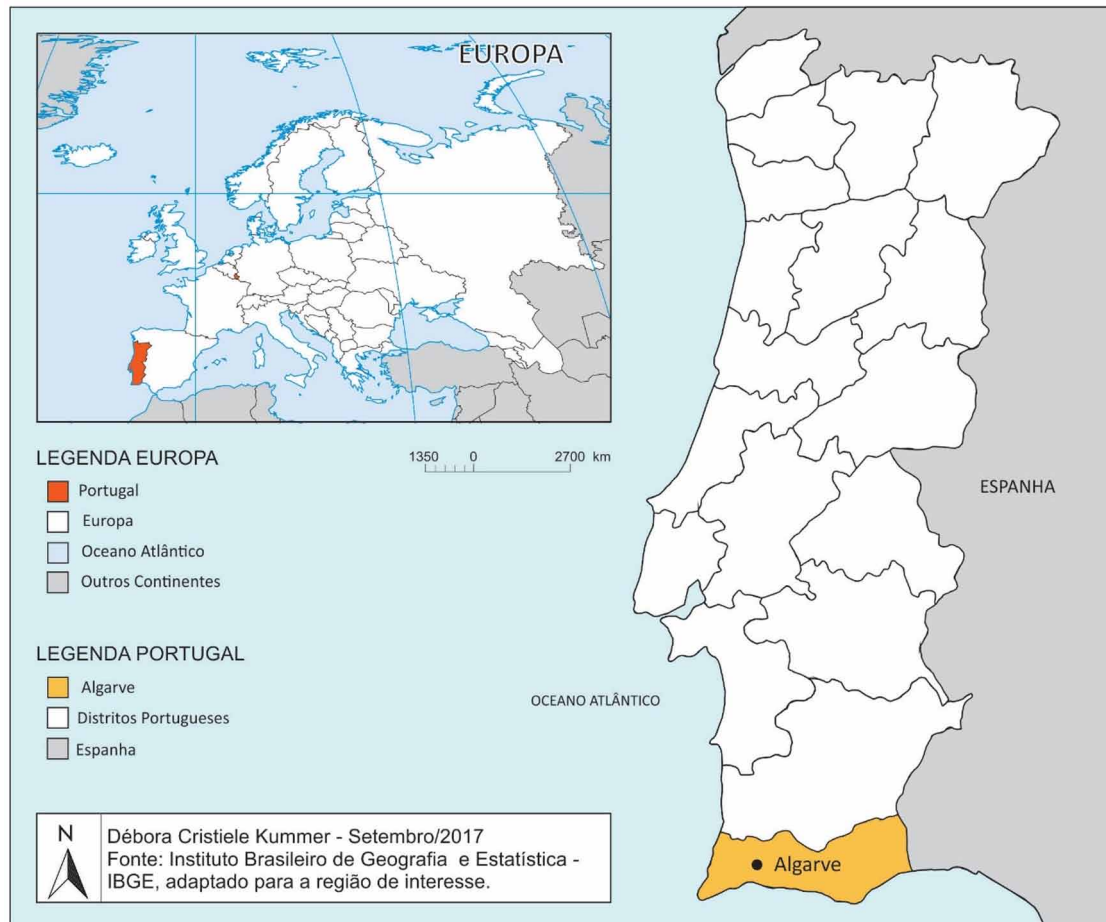 EUROPA
LEGENDA EUROPA
Portugal
Europa
Oceano Atlântico
Outros Continentes
1350 0 2700 km
LEGENDA PORTUGAL
Algarve
Distritos Portugueses
Espanha
OCEANO ATLÂNTICO
ESPANHA
Algarve
N
Débora Cristiele Kummer - Setembro/2017
Fonte: Instituto Brasileiro de Geografia e Estatística -
IBGE, adaptado para a região de interesse.